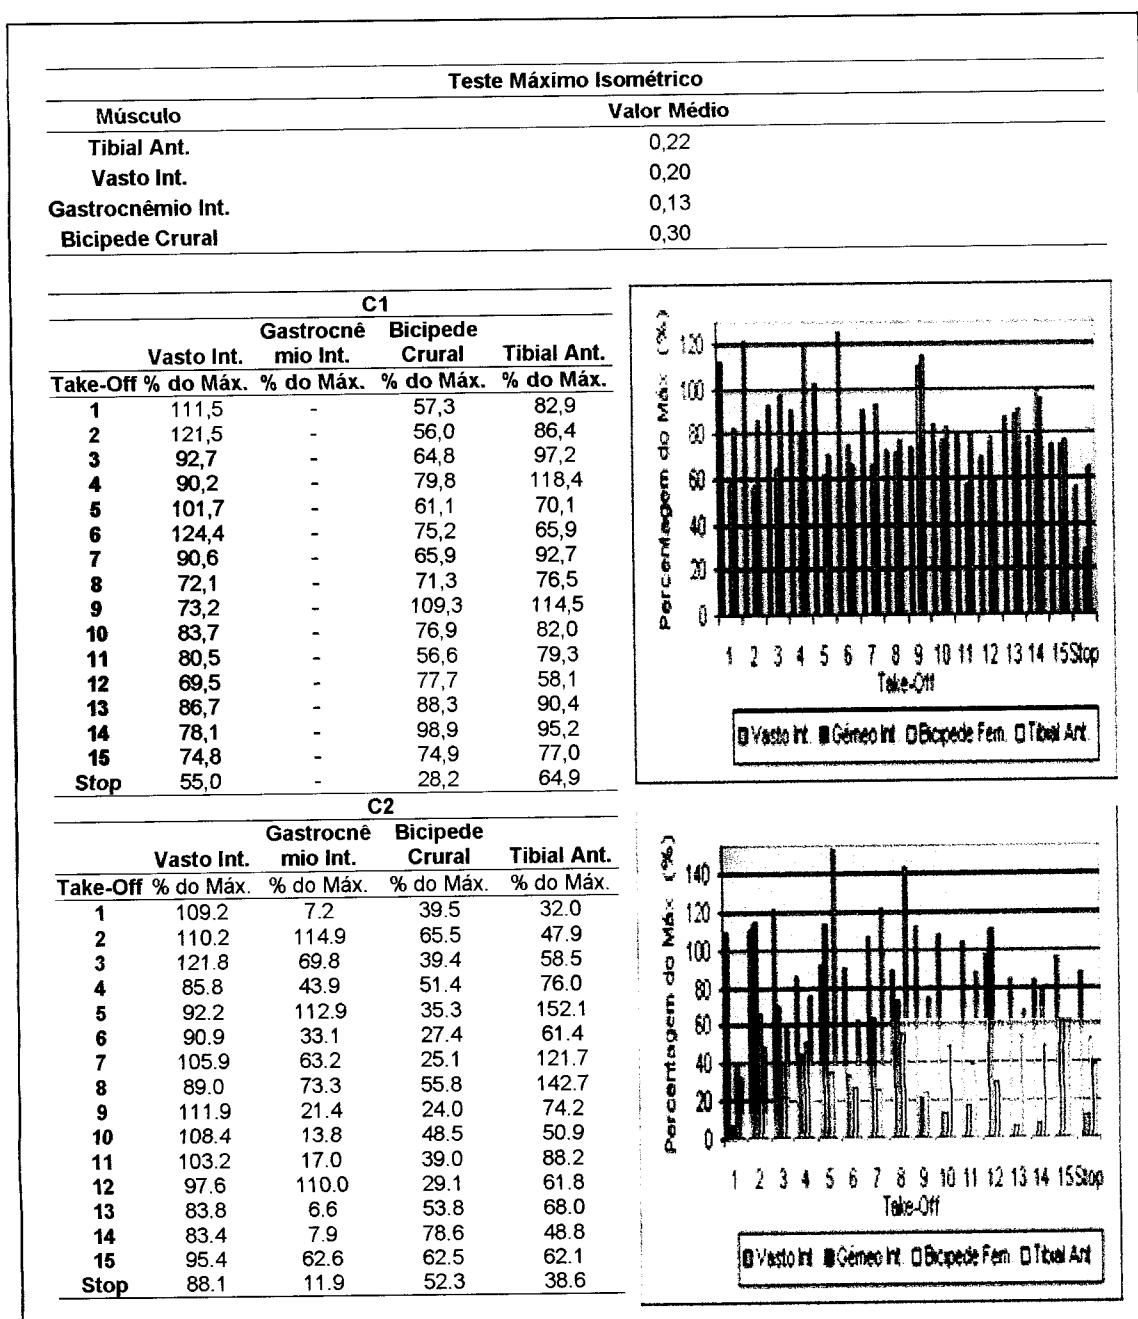 Teste Máximo Isométrico
Músculo Valor Médio
Tibial Ant. 0,22
Vasto Int. 0,20
Gastrocnêmio Int. 0,13
Bicipede Crural 0,30
C1
Gastrocnê Bicipede
Vasto Int. mio Int. Crural Tibial Ant.
Take-Off % do Máx. % do Máx. % do Máx. % do Máx.
1 111,5 - 57,3 82,9
2 121,5 - 56,0 86,4
3 92,7 - 64,8 97,2
4 90,2 - 79,8 118,4
5 101,7 - 61,1 70,1
6 124,4 - 75,2 65,9
7 90,6 - 65,9 92,7
8 72,1 - 71,3 76,5
9 73,2 - 109,3 114,5
10 83,7 - 76,9 82,0
11 80,5 - 56,6 79,3
12 69,5 - 77,7 58,1
13 86,7 - 88,3 90,4
14 78,1 - 98,9 95,2
15 74,8 - 74,9 77,0
Stop 55,0 - 28,2 64,9
Percentagem do Máx (%)
120
100
80
60
40
20
0
1 2 3 4 5 6 7 8 9 10 11 12 13 14 15 Stop
Take-Off
Vasto Int. Gémeo Int. Bicipede Fem. Tibial Ant.
C2
Gastrocnê Bicipede
Vasto Int. mio Int. Crural Tibial Ant.
Take-Off % do Máx. % do Máx. % do Máx. % do Máx.
1 109.2 7.2 39.5 32.0
2 110.2 114.9 65.5 47.9
3 121.8 69.8 39.4 58.5
4 85.8 43.9 51.4 76.0
5 92.2 112.9 35.3 152.1
6 90.9 33.1 27.4 61.4
7 105.9 63.2 25.1 121.7
8 89.0 73.3 55.8 142.7
9 111.9 21.4 24.0 74.2
10 108.4 13.8 48.5 50.9
11 103.2 17.0 39.0 88.2
12 97.6 110.0 29.1 61.8
13 83.8 6.6 53.8 68.0
14 83.4 7.9 78.6 48.8
15 95.4 62.6 62.5 62.1
Stop 88.1 11.9 52.3 38.6
Percentagem do Máx (%)
140
120
100
80
60
40
20
0
1 2 3 4 5 6 7 8 9 10 11 12 13 14 15 Stop
Take-Off
Vasto Int Gémeo Int. Bicipede Fem. Tibial Ant